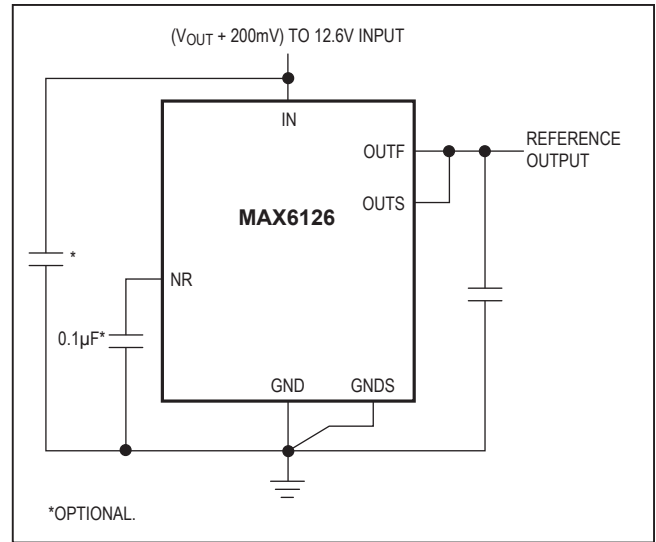 (VOUT + 200mV) TO 12.6V INPUT
IN
OUTF
REFERENCE
OUTPUT
OUTS
MAX6126
*
NR
0.1µF*
GND
GNDS
*OPTIONAL.